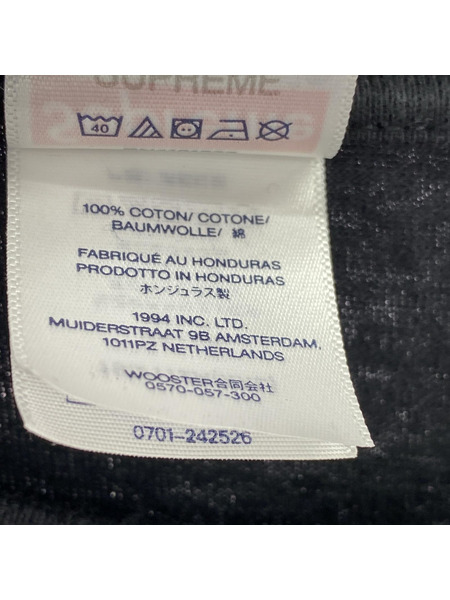 SUPREME
40
100% COTON/ COTONE/
BAUMWOLLE/ 綿
FABRIQUÉ AU HONDURAS
PRODOTTO IN HONDURAS
ホンジュラス製
1994 INC. LTD.
MUIDERSTRAAT 9B AMSTERDAM,
1011PZ NETHERLANDS
WOOSTER合同会社
0570-057-300
0701-242526